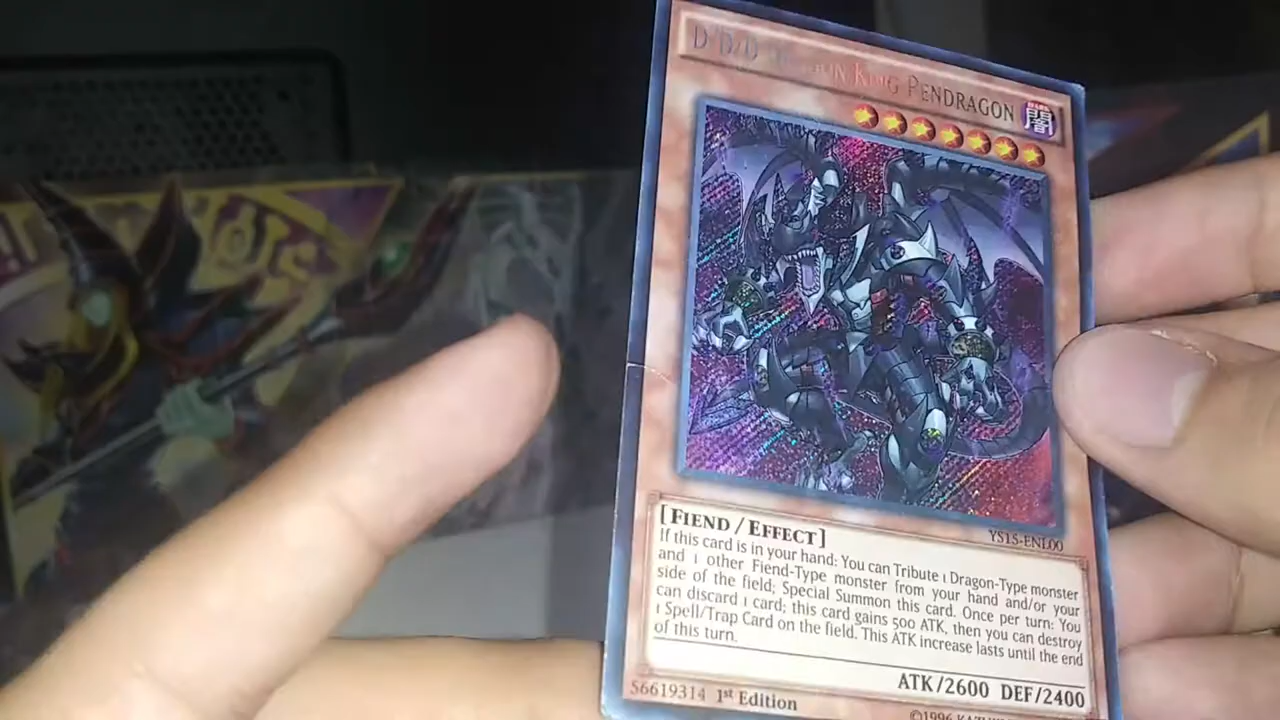 D/D/D KING PENDRAGON
闇
[FIEND / EFFECT]
YS15-ENL00
If this card is in your hand: You can Tribute 1 Dragon-Type monster
and 1 other Fiend-Type monster from your hand and/or your
side of the field; Special Summon this card. Once per turn: You
can discard 1 card; this card gains 500 ATK, then you can destroy
1 Spell/Trap Card on the field. This ATK increase lasts until the end
of this turn.
ATK/2600 DEF/2400
56619314 1st Edition
©1996